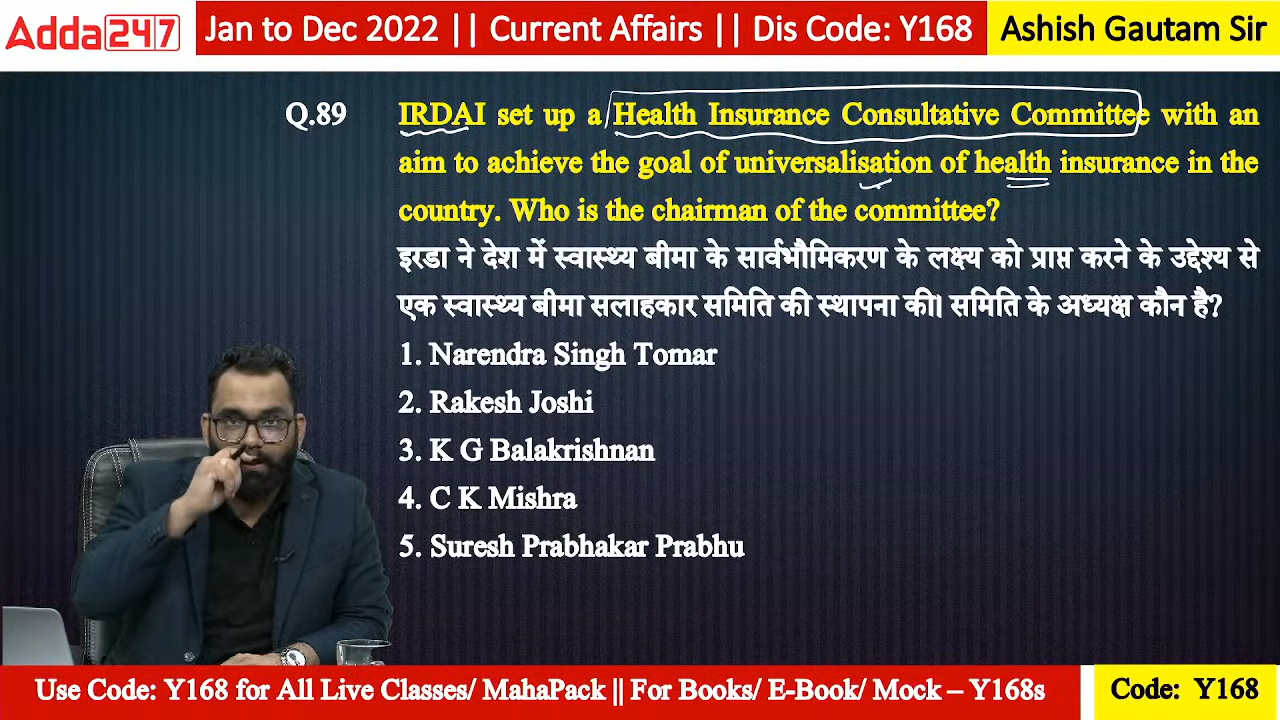 Adda247
Jan to Dec 2022 || Current Affairs || Dis Code: Y168
Ashish Gautam Sir
Q.89
IRDAI set up a Health Insurance Consultative Committee with an
aim to achieve the goal of universalisation of health insurance in the
country. Who is the chairman of the committee?
इरडा ने देश में स्वास्थ्य बीमा के सार्वभौमिकरण के लक्ष्य को प्राप्त करने के उद्देश्य से
एक स्वास्थ्य बीमा सलाहकार समिति की स्थापना की। समिति के अध्यक्ष कौन है?
1. Narendra Singh Tomar
2. Rakesh Joshi
3. K G Balakrishnan
4. C K Mishra
5. Suresh Prabhakar Prabhu
Use Code: Y168 for All Live Classes/ MahaPack || For Books/ E-Book/ Mock – Y168s
Code: Y168